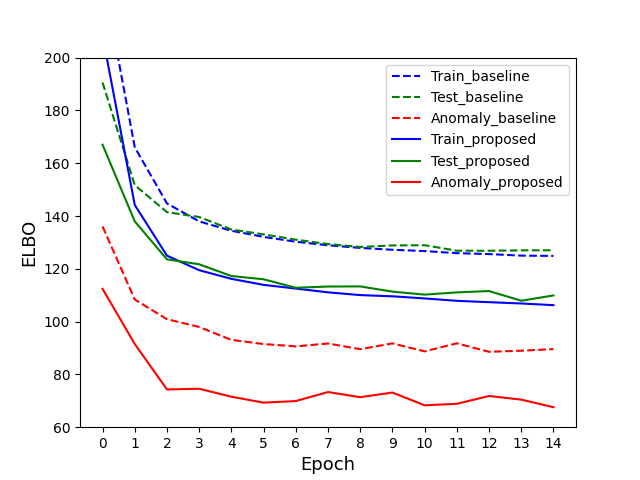 200
180
160
140
120
100
80
60
ELBO
Train_baseline
Test_baseline
Anomaly_baseline
Train_proposed
Test_proposed
Anomaly_proposed
0 1 2 3 4 5 6 7 8 9 10 11 12 13 14
Epoch